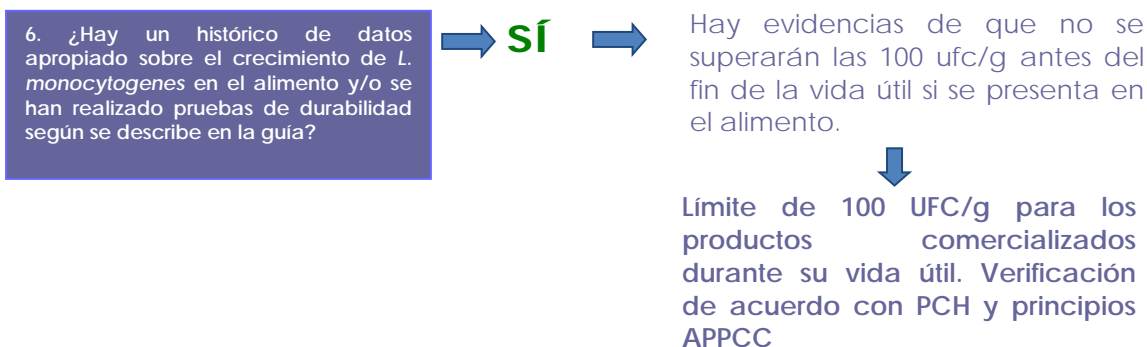 6. ¿Hay un histórico de datos
apropiado sobre el crecimiento de L.
monocytogenes en el alimento y/o se
han realizado pruebas de durabilidad
según se describe en la guía?
SÍ
Hay evidencias de que no se
superarán las 100 ufc/g antes del
fin de la vida útil si se presenta en
el alimento.
Límite de 100 UFC/g para los
productos comercializados
durante su vida útil. Verificación
de acuerdo con PCH y principios
APPCC